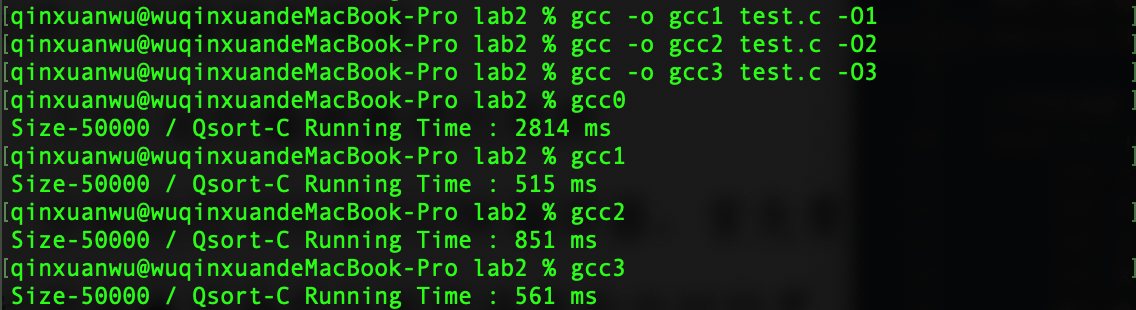 [qinxuanwu@wuqinxuandeMacBook-Pro lab2 % gcc -o gcc1 test.c -O1 ]
[qinxuanwu@wuqinxuandeMacBook-Pro lab2 % gcc -o gcc2 test.c -O2 ]
[qinxuanwu@wuqinxuandeMacBook-Pro lab2 % gcc -o gcc3 test.c -O3 ]
[qinxuanwu@wuqinxuandeMacBook-Pro lab2 % gcc0 ]
Size-50000 / Qsort-C Running Time : 2814 ms
[qinxuanwu@wuqinxuandeMacBook-Pro lab2 % gcc1 ]
Size-50000 / Qsort-C Running Time : 515 ms
[qinxuanwu@wuqinxuandeMacBook-Pro lab2 % gcc2 ]
Size-50000 / Qsort-C Running Time : 851 ms
[qinxuanwu@wuqinxuandeMacBook-Pro lab2 % gcc3 ]
Size-50000 / Qsort-C Running Time : 561 ms